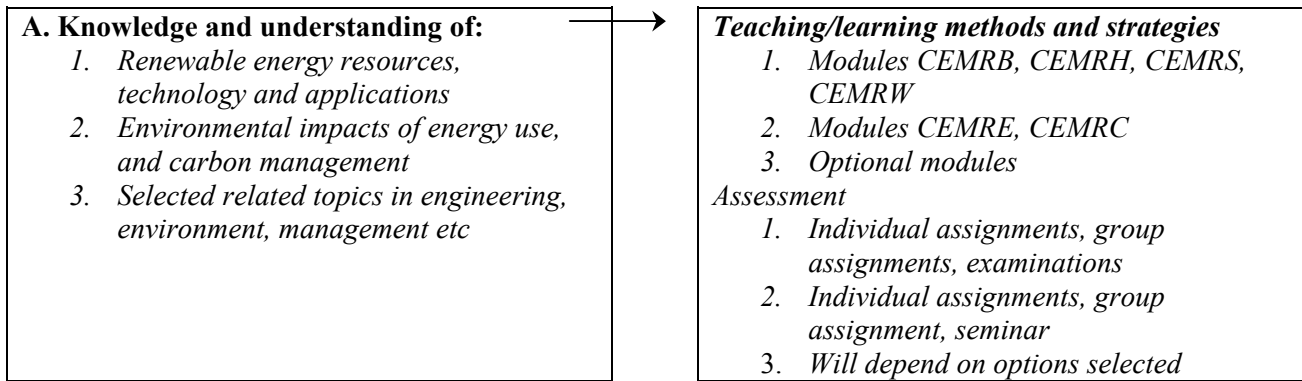 A. Knowledge and understanding of:
1. Renewable energy resources,
technology and applications
2. Environmental impacts of energy use,
and carbon management
3. Selected related topics in engineering,
environment, management etc
Teaching/learning methods and strategies
1. Modules CEMRB, CEMRH, CEMRS,
CEMRW
2. Modules CEMRE, CEMRC
3. Optional modules
Assessment
1. Individual assignments, group
assignments, examinations
2. Individual assignments, group
assignment, seminar
3. Will depend on options selected